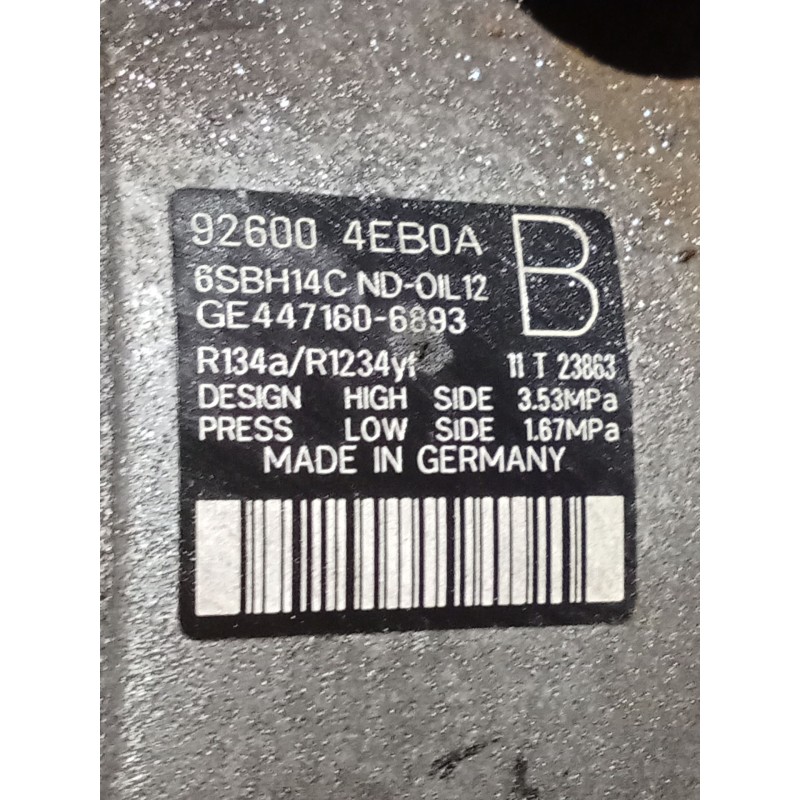 92600 4EB0A B
6SBH14C ND-OIL12
GE447160-6893
R134a/R1234yf 11 T 23863
DESIGN HIGH SIDE 3.53MPa
PRESS LOW SIDE 1.67MPa
MADE IN GERMANY